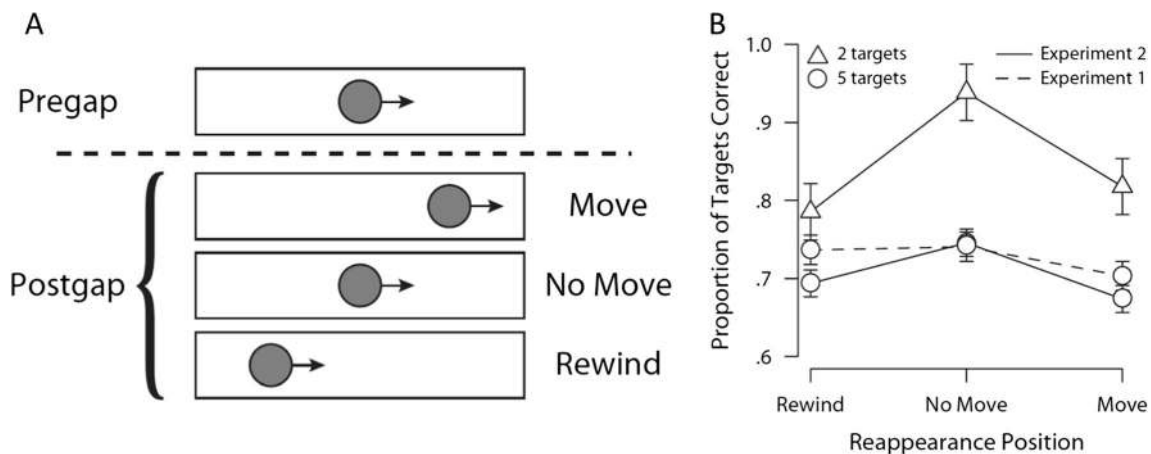 A
Pregap
Postgap
Move
No Move
Rewind
B
1.0
.9
.8
.7
.6
Proportion of Targets Correct
2 targets
5 targets
Experiment 2
Experiment 1
Rewind
No Move
Move
Reappearance Position